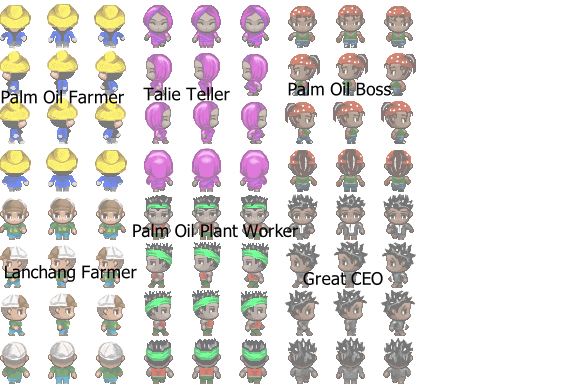 Palm Oil Farmer
Talie Teller
Palm Oil Boss
Palm Oil Plant Worker
Lanchang Farmer
Great CEO